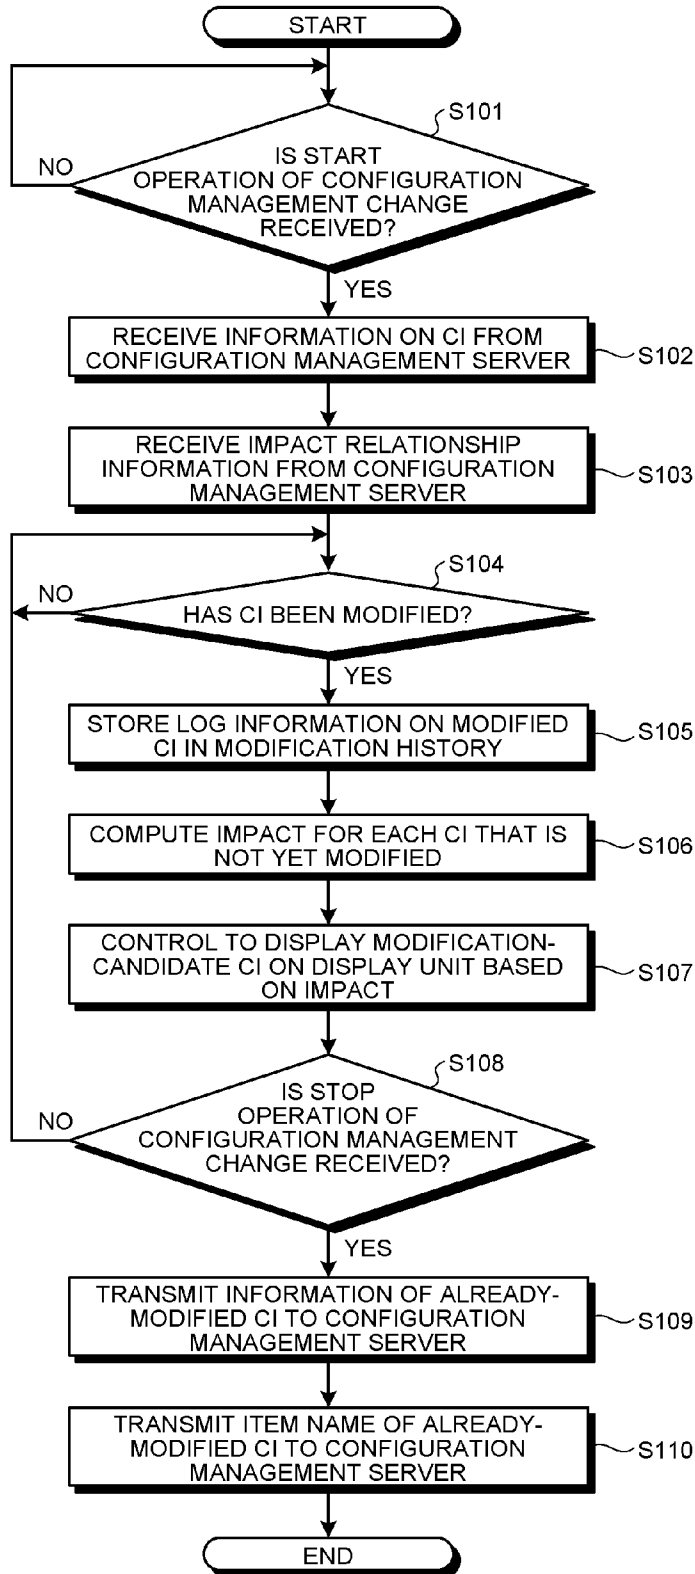 START
S101
NO
IS START
OPERATION OF CONFIGURATION
MANAGEMENT CHANGE
RECEIVED?
YES
RECEIVE INFORMATION ON CI FROM
CONFIGURATION MANAGEMENT SERVER
S102
RECEIVE IMPACT RELATIONSHIP
INFORMATION FROM CONFIGURATION
MANAGEMENT SERVER
S103
S104
NO
HAS CI BEEN MODIFIED?
YES
STORE LOG INFORMATION ON MODIFIED
CI IN MODIFICATION HISTORY
S105
COMPUTE IMPACT FOR EACH CI THAT IS
NOT YET MODIFIED
S106
CONTROL TO DISPLAY MODIFICATION-
CANDIDATE CI ON DISPLAY UNIT BASED
ON IMPACT
S107
S108
NO
IS STOP
OPERATION OF
CONFIGURATION MANAGEMENT
CHANGE RECEIVED?
YES
TRANSMIT INFORMATION OF ALREADY-
MODIFIED CI TO CONFIGURATION
MANAGEMENT SERVER
S109
TRANSMIT ITEM NAME OF ALREADY-
MODIFIED CI TO CONFIGURATION
MANAGEMENT SERVER
S110
END